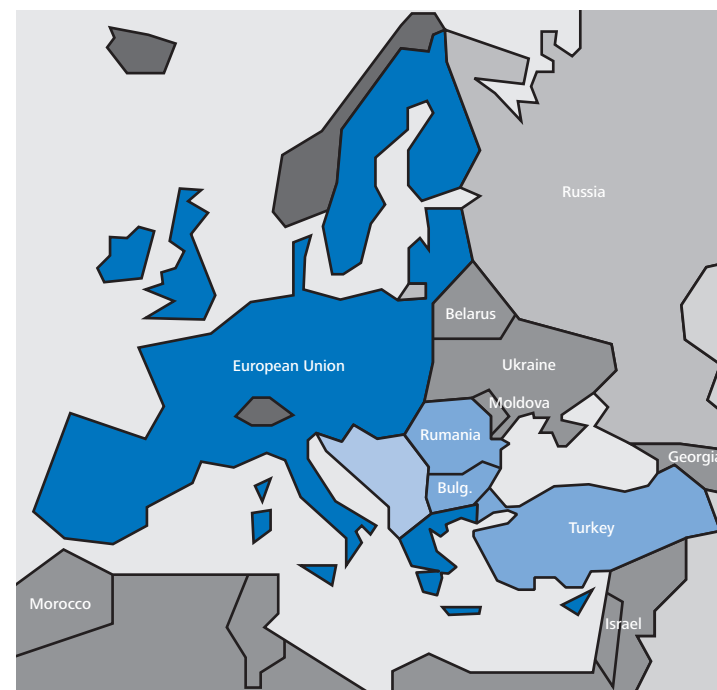 Russia
Belarus
European Union
Ukraine
Moldova
Rumania
Georgia
Bulg.
Turkey
Morocco
Israel